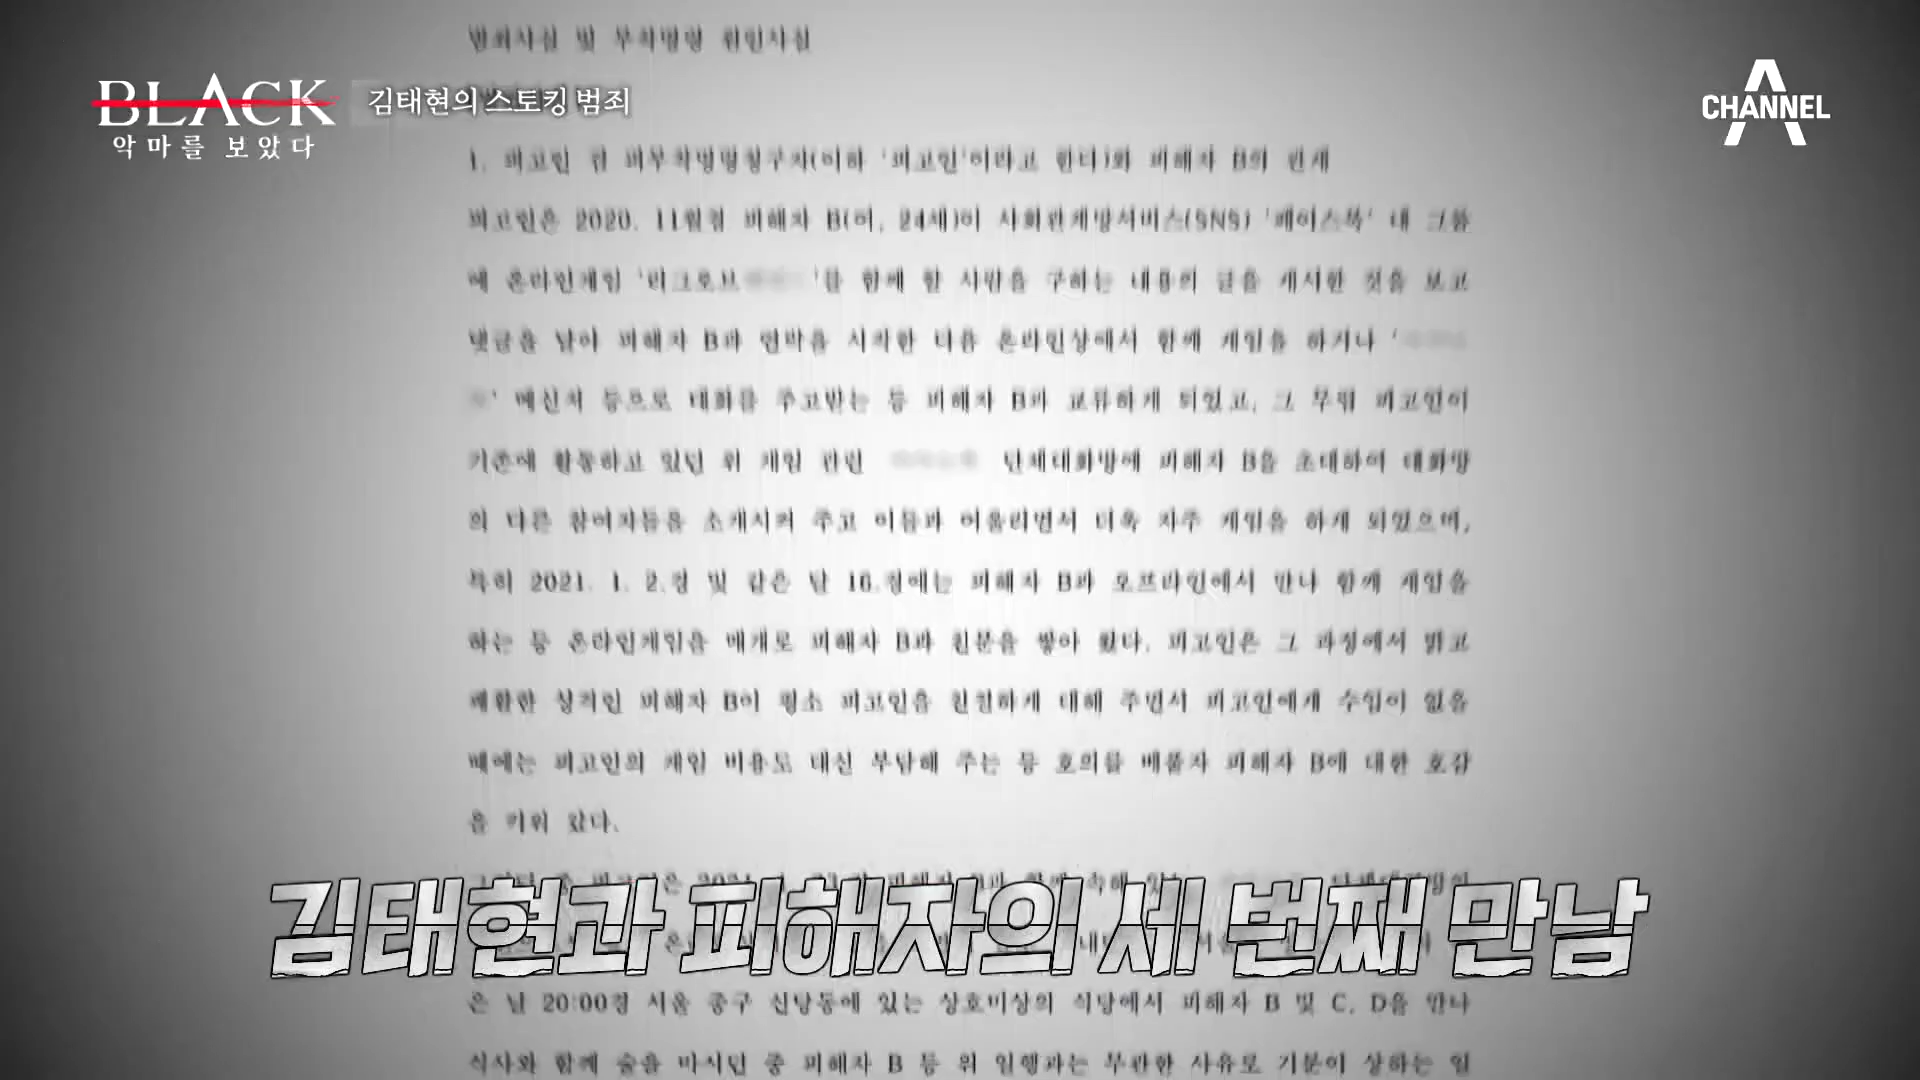 범죄사실 및 부착명령 원인사실
BLACK
악마를 보았다
김태현의 스토킹 범죄
CHANNEL A
1. 피고인 겸 피부착명령청구자(이하 '피고인'이라고 한다)와 피해자 B의 관계
피고인은 2020. 11월경 피해자 B(여, 24세)이 사회관계망서비스(SNS) '페이스북' 내 그룹
에 온라인게임 '리그오브 '를 함께 할 사람을 구하는 내용의 글을 게시한 것을 보고
댓글을 남겨 피해자 B과 연락을 시작한 다음 온라인상에서 함께 게임을 하거나 '
' 메신저 등으로 대화를 주고받는 등 피해자 B과 교류하게 되었고, 그 무렵 피고인이
기존에 활동하고 있던 위 게임 관련 단체대화방에 피해자 B을 초대하여 대화방
의 다른 참여자들을 소개시켜 주고 이들과 어울리면서 더욱 자주 게임을 하게 되었으며,
특히 2021. 1. 2.경 및 같은 달 16.경에는 피해자 B과 오프라인에서 만나 함께 게임을
하는 등 온라인게임을 매개로 피해자 B과 친분을 쌓아 왔다. 피고인은 그 과정에서 밝고
쾌활한 성격인 피해자 B이 평소 피고인을 친절하게 대해 주면서 피고인에게 수입이 없을
때에는 피고인의 게임 비용도 대신 부담해 주는 등 호의를 베풀자 피해자 B에 대한 호감
을 키워 갔다.
김태현과 피해자의 세 번째 만남
은 날 20:00경 서울 중구 신당동에 있는 상호미상의 식당에서 피해자 B 및 C, D을 만나
식사와 함께 술을 마시던 중 피해자 B 등 위 일행과는 무관한 사유로 기분이 상하는 일